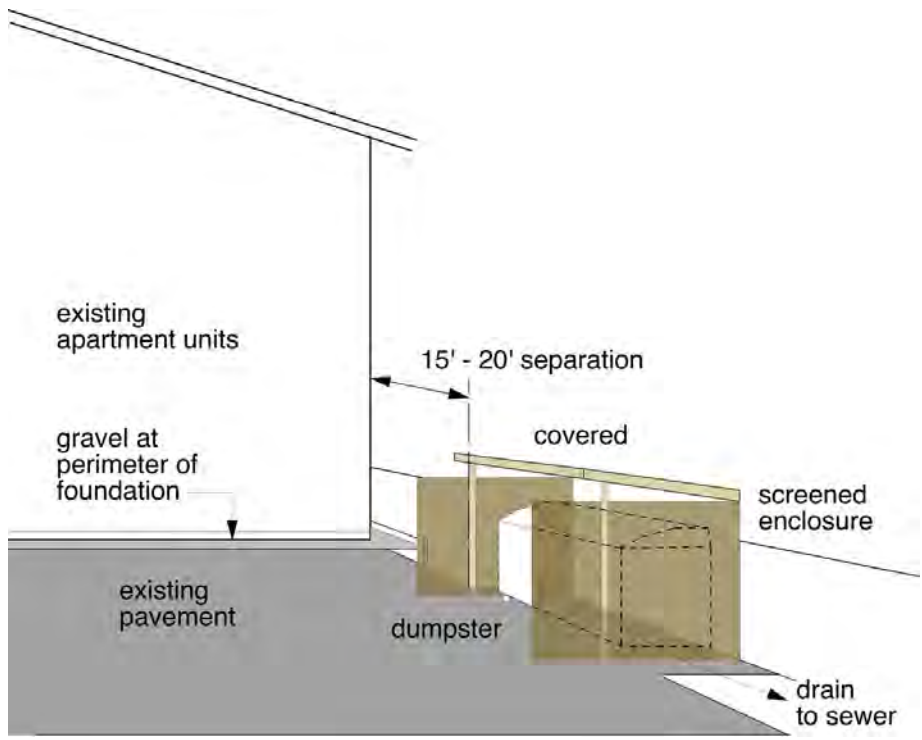 existing
apartment units
15' - 20' separation
gravel at
perimeter of
foundation
covered
screened
enclosure
existing
pavement
dumpster
drain
to sewer